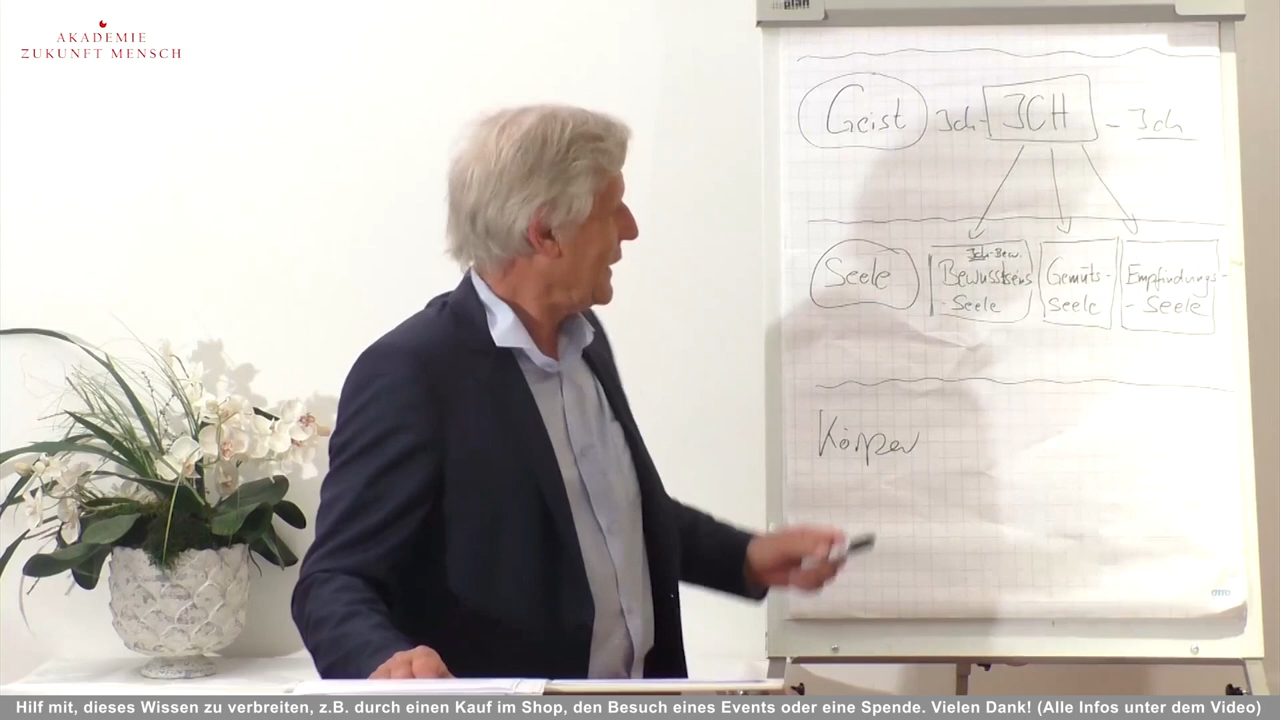 AKADEMIE
ZUKUNFT MENSCH
plan
Geist Ich- ICH - Ich
Ich-Bew.
Seele Bewusstseins Gemüts- Empfindungs-
-Seele Seele -Seele
Körper
OTTO
Hilf mit, dieses Wissen zu verbreiten, z.B. durch einen Kauf im Shop, den Besuch eines Events oder eine Spende. Vielen Dank! (Alle Infos unter dem Video)